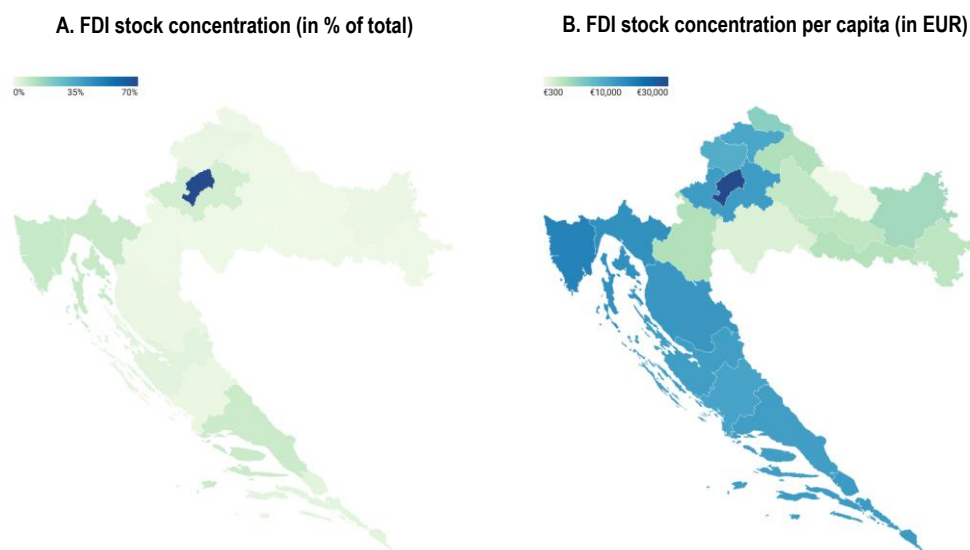 A. FDI stock concentration (in % of total)
B. FDI stock concentration per capita (in EUR)
0% 35% 70%
€300 €10,000 €30,000